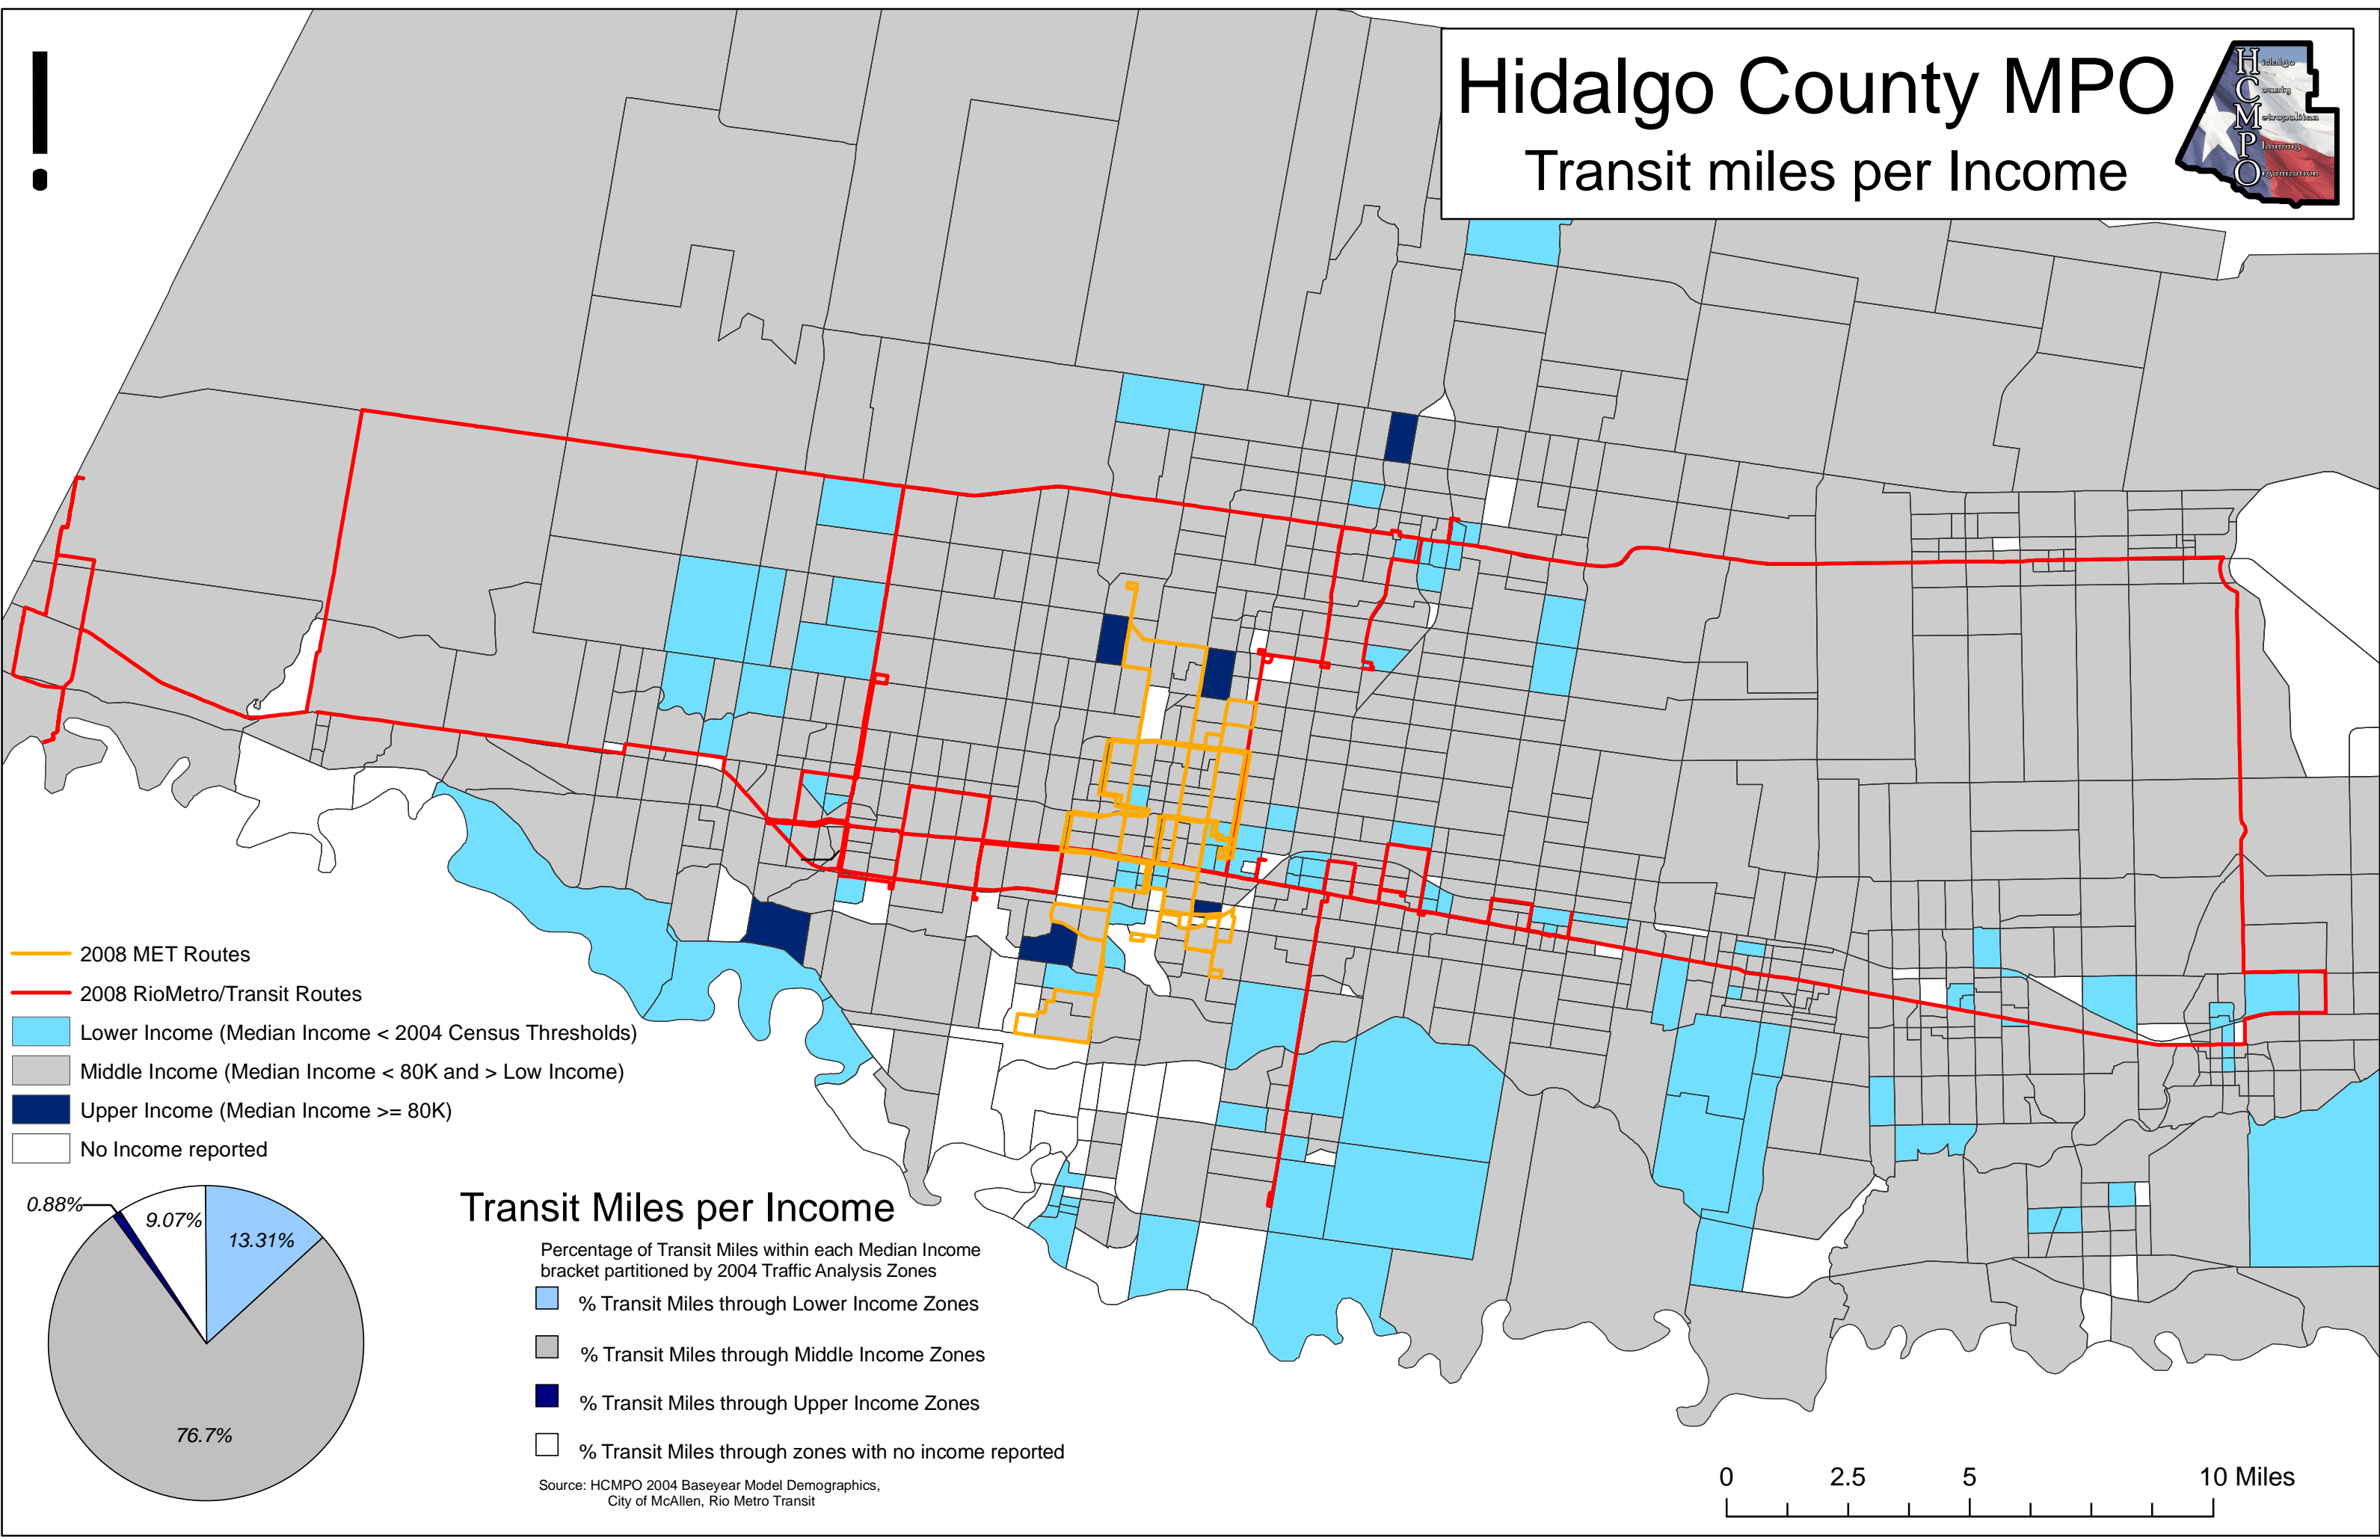 !
Hidalgo County MPO
Transit miles per Income
Hidalgo
County
Metropolitan
Planning
Organization
2008 MET Routes
2008 RioMetro/Transit Routes
Lower Income (Median Income < 2004 Census Thresholds)
Middle Income (Median Income < 80K and > Low Income)
Upper Income (Median Income >= 80K)
No Income reported
0.88%
9.07%
13.31%
76.7%
Transit Miles per Income
Percentage of Transit Miles within each Median Income
bracket partitioned by 2004 Traffic Analysis Zones
% Transit Miles through Lower Income Zones
% Transit Miles through Middle Income Zones
% Transit Miles through Upper Income Zones
% Transit Miles through zones with no income reported
Source: HCMPO 2004 Baseyear Model Demographics,
City of McAllen, Rio Metro Transit
0 2.5 5 10 Miles